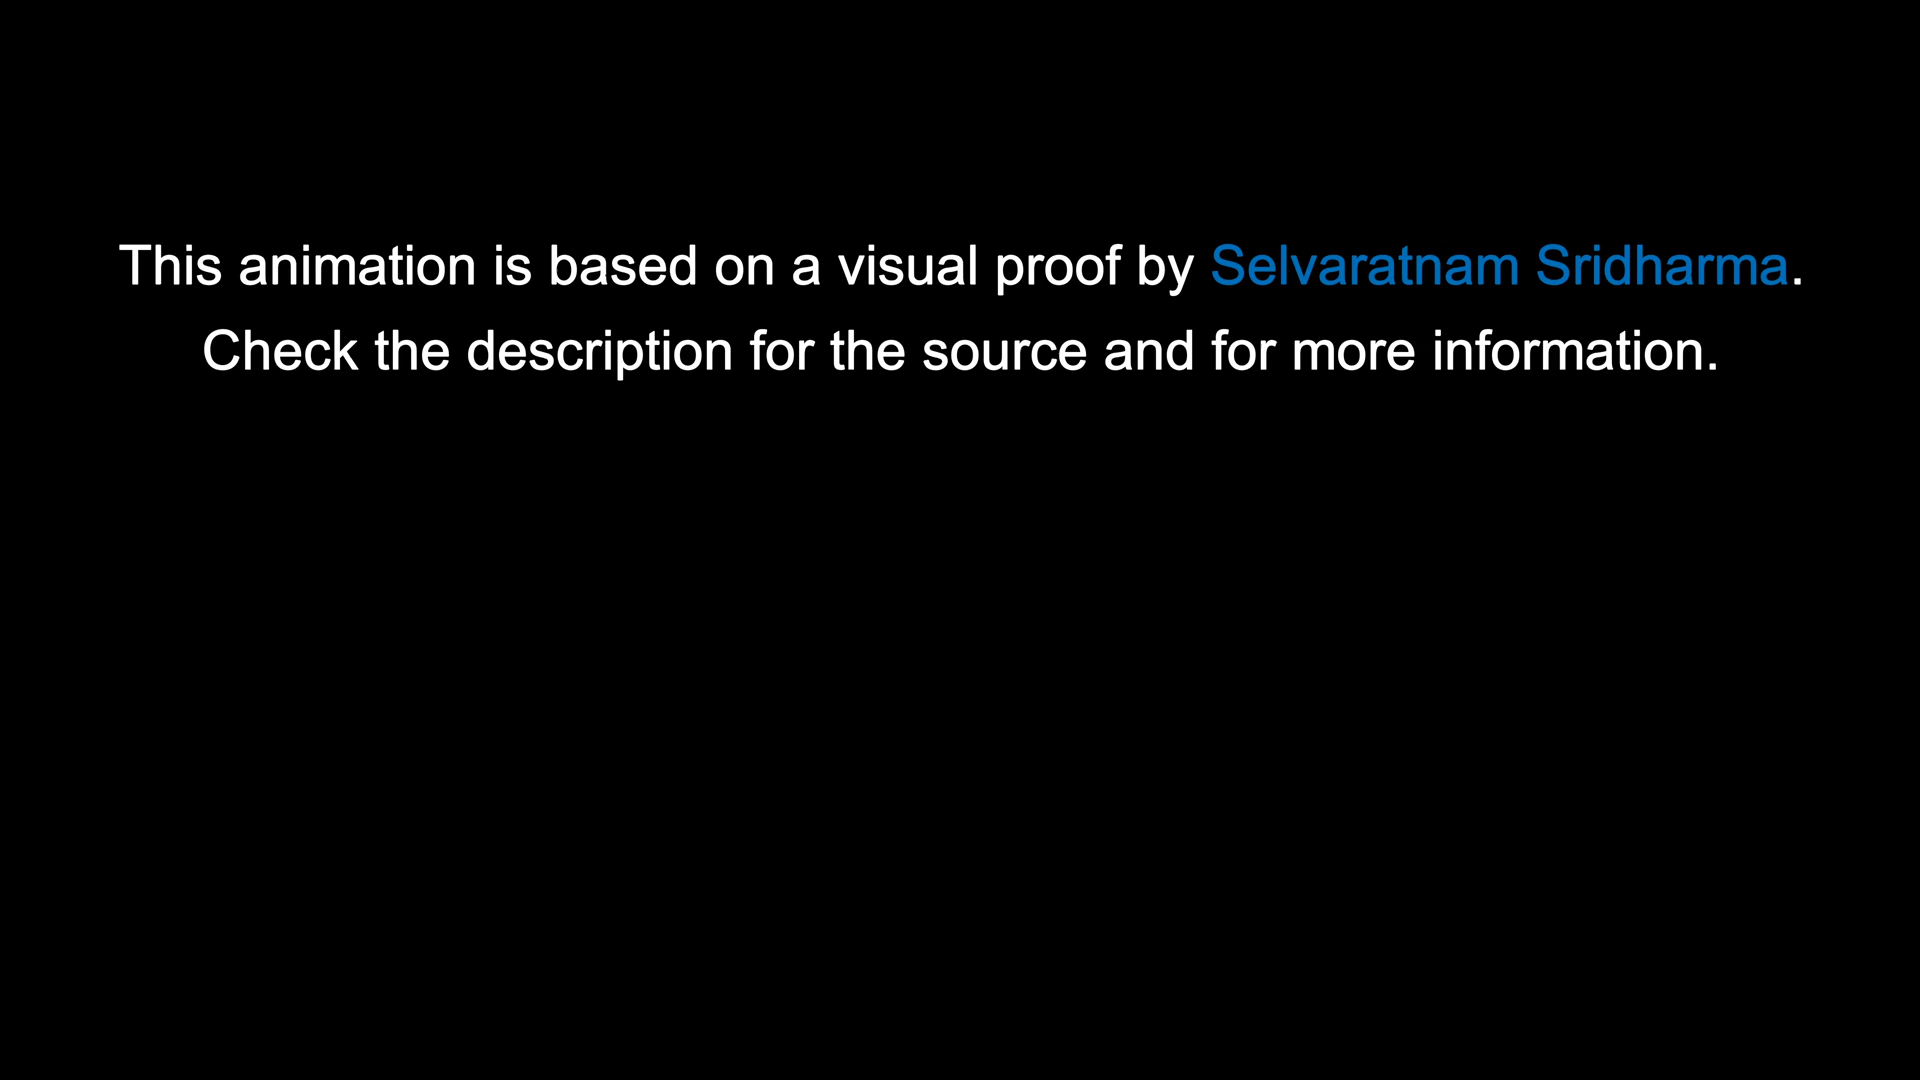 This animation is based on a visual proof by Selvaratnam Sridharma.
Check the description for the source and for more information.